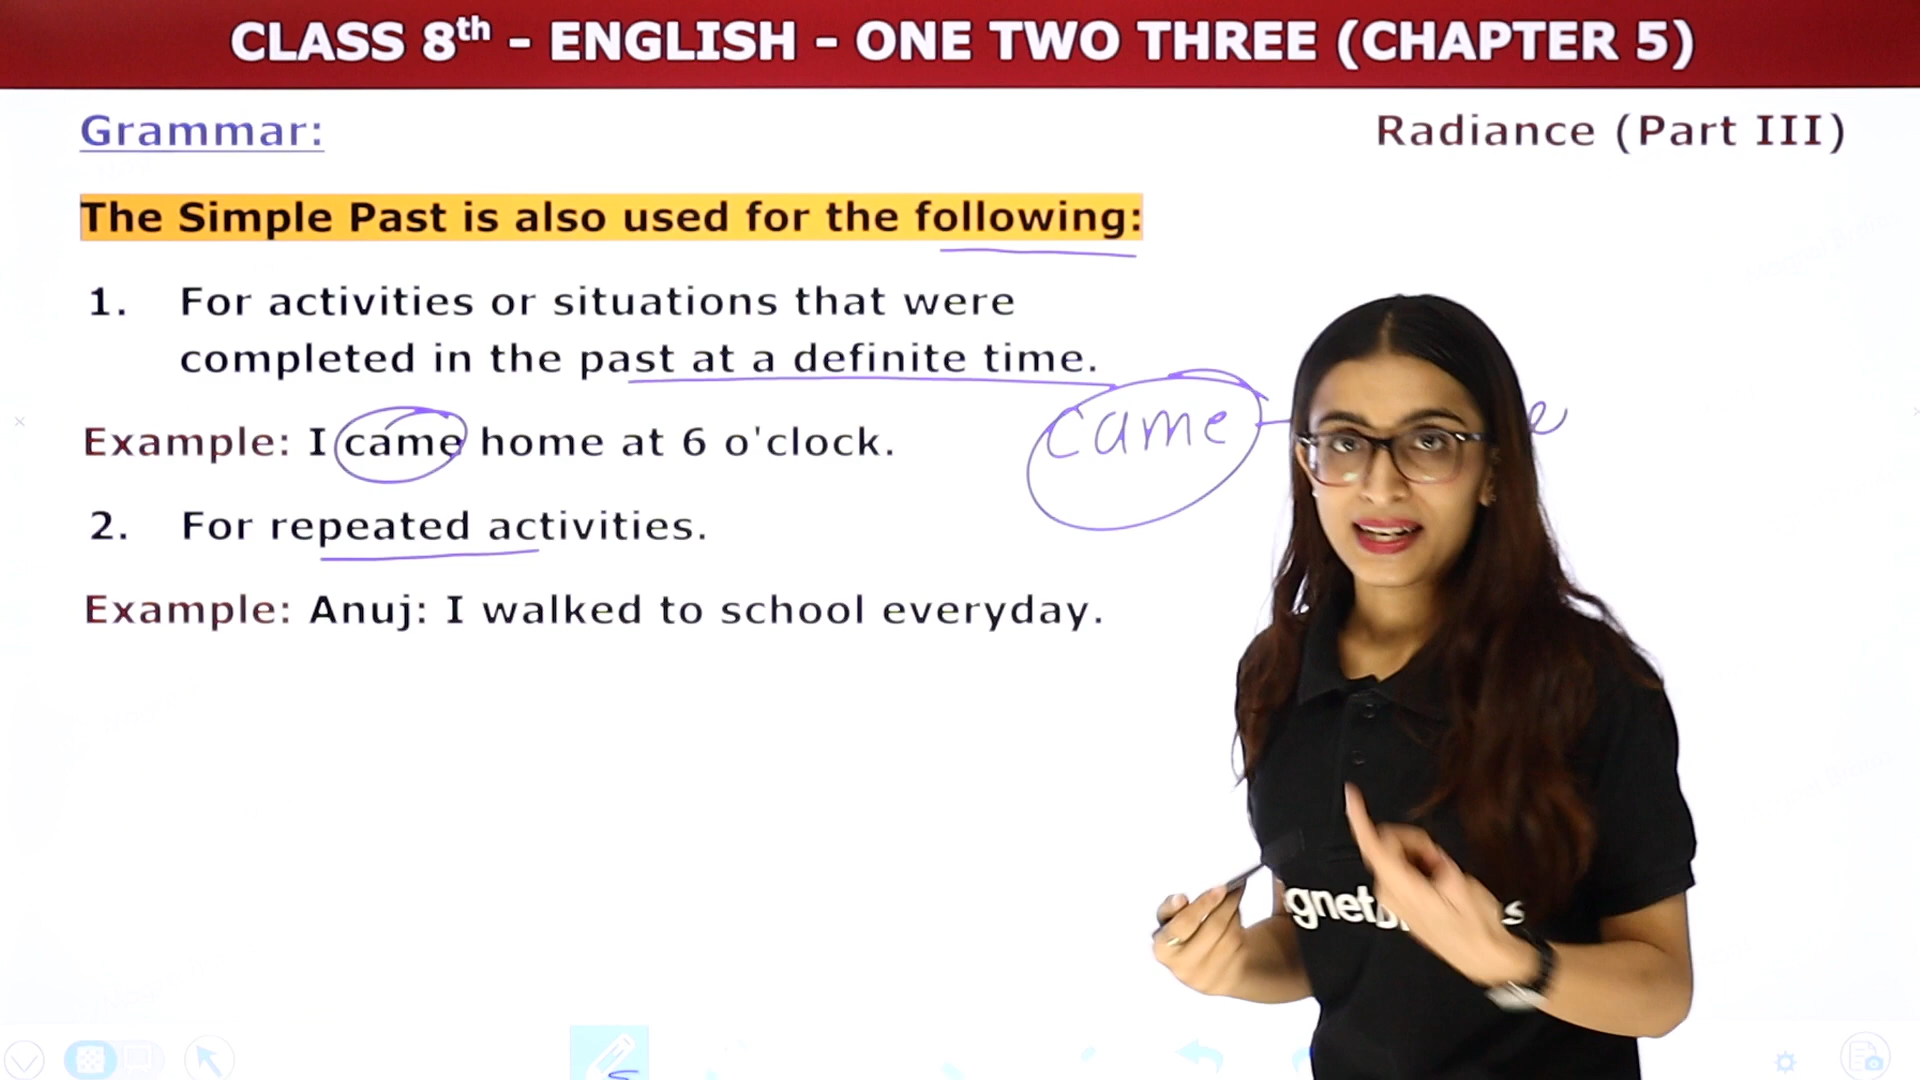 CLASS 8th - ENGLISH - ONE TWO THREE (CHAPTER 5)
Grammar:
Radiance (Part III)
The Simple Past is also used for the following:
1. For activities or situations that were
completed in the past at a definite time.
Example: I came home at 6 o'clock.
came
2. For repeated activities.
Example: Anuj: I walked to school everyday.